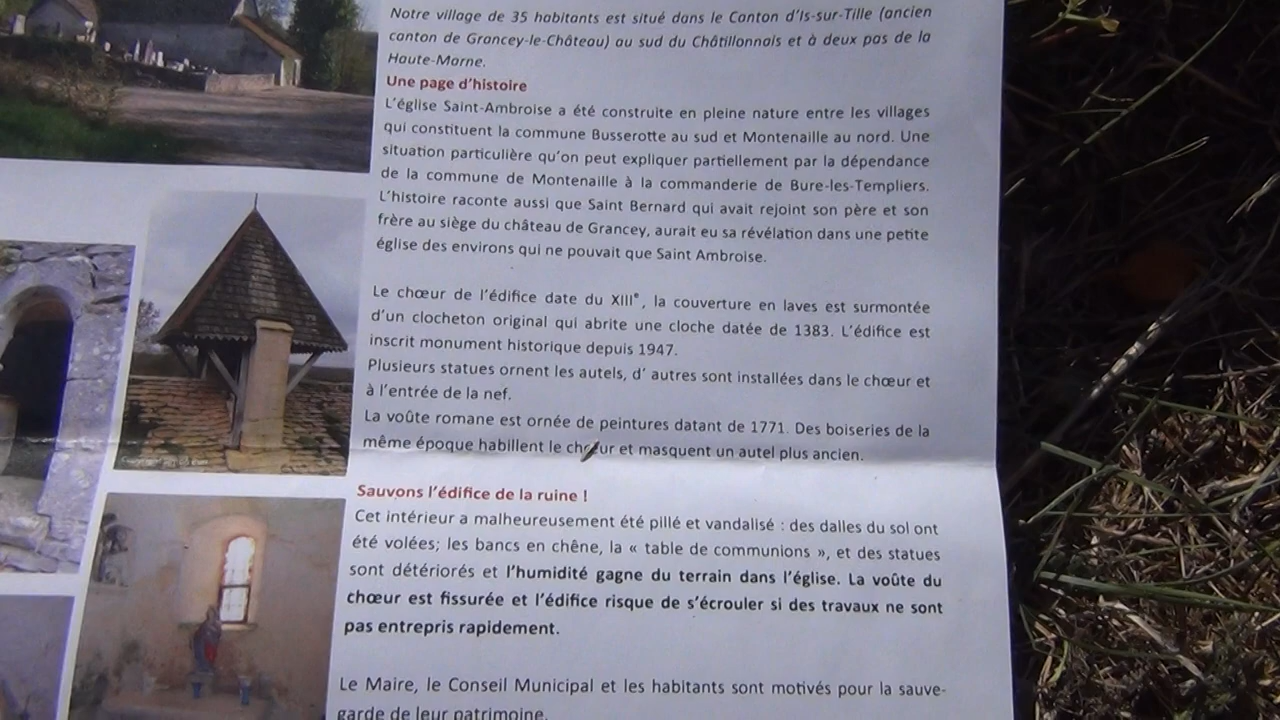 Notre village de 35 habitants est situé dans le Canton d'Is-sur-Tille (ancien
canton de Grancey-le-Château) au sud du Châtillonnais et à deux pas de la
Haute-Marne.
Une page d'histoire
L'église Saint-Ambroise a été construite en pleine nature entre les villages
qui constituent la commune Busserotte au sud et Montenaille au nord. Une
situation particulière qu'on peut expliquer partiellement par la dépendance
de la commune de Montenaille à la commanderie de Bure-les-Templiers.
L'histoire raconte aussi que Saint Bernard qui avait rejoint son père et son
frère au siège du château de Grancey, aurait eu sa révélation dans une petite
église des environs qui ne pouvait que Saint Ambroise.
Le chœur de l'édifice date du XIIIe, la couverture en laves est surmontée
d'un clocheton original qui abrite une cloche datée de 1383. L'édifice est
inscrit monument historique depuis 1947.
Plusieurs statues ornent les autels, d' autres sont installées dans le chœur et
à l'entrée de la nef.
La voûte romane est ornée de peintures datant de 1771. Des boiseries de la
même époque habillent le chœur et masquent un autel plus ancien.
Sauvons l'édifice de la ruine !
Cet intérieur a malheureusement été pillé et vandalisé : des dalles du sol ont
été volées; les bancs en chêne, la « table de communions », et des statues
sont détériorés et l'humidité gagne du terrain dans l'église. La voûte du
chœur est fissurée et l'édifice risque de s'écrouler si des travaux ne sont
pas entrepris rapidement.
Le Maire, le Conseil Municipal et les habitants sont motivés pour la sauve-
garde de leur patrimoine.